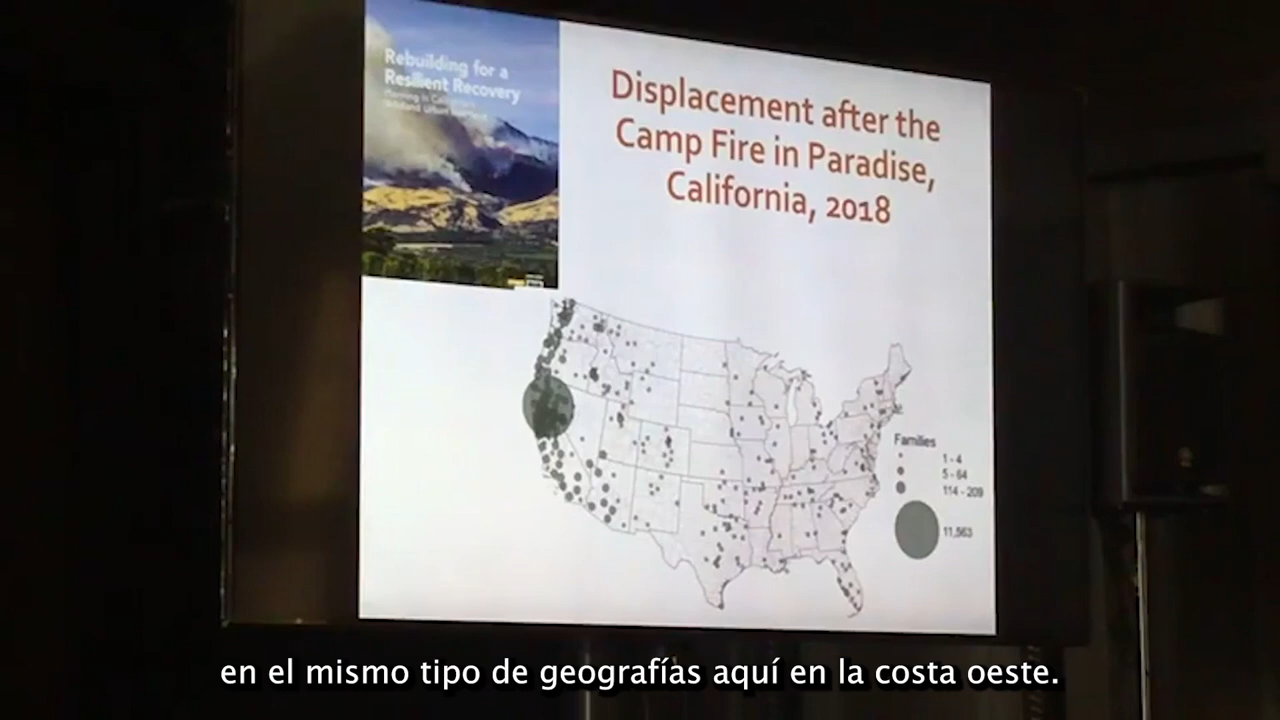 Rebuilding for a
Resilient Recovery
Displacement after the
Camp Fire in Paradise,
California, 2018
Families
1 - 4
5 - 64
114 - 209
11,563
en el mismo tipo de geografías aquí en la costa oeste.